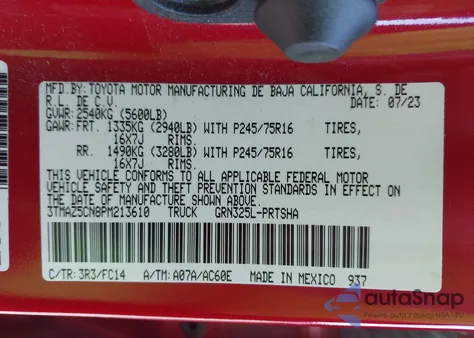 MFD.BY:TOYOTA MOTOR MANUFACTURING DE BAJA CALIFORNIA, S. DE
R.L. DE C.V. DATE: 07/23
GVWR:2540KG (5600LB)
GAWR:FRT. 1335KG (2940LB) WITH P245/75R16 TIRES,
16X7J RIMS.
RR. 1490KG (3280LB) WITH P245/75R16 TIRES,
16X7J RIMS.
THIS VEHICLE CONFORMS TO ALL APPLICABLE FEDERAL MOTOR
VEHICLE SAFETY AND THEFT PREVENTION STANDARDS IN EFFECT ON
THE DATE OF MANUFACTURE SHOWN ABOVE.
3TMAZ5CN8PM213610 TRUCK GRN325L-PRTSHA
C/TR: 3R3/FC14 A/TM: A07A/AC60E MADE IN MEXICO 937
autoSnap